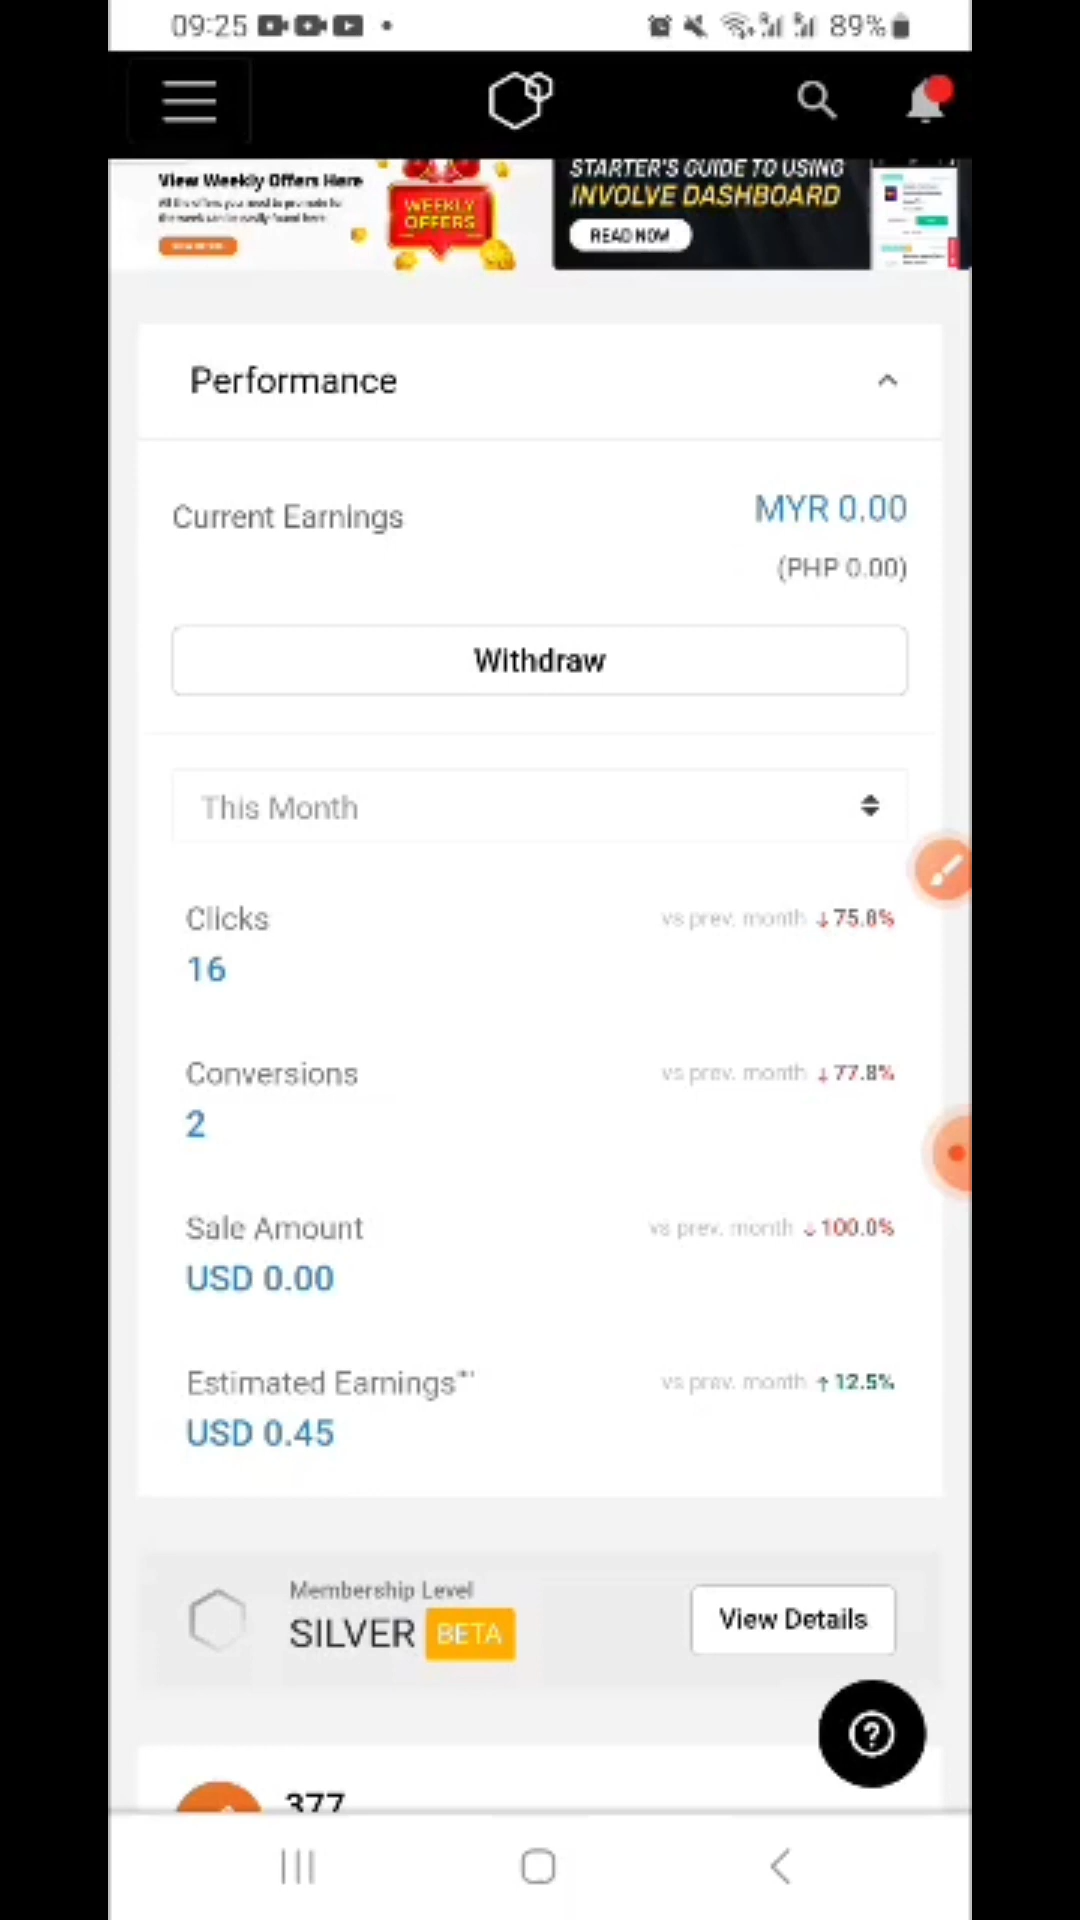 09:25
89%
View Weekly Offers Here
WEEKLY
OFFERS
STARTER'S GUIDE TO USING
INVOLVE DASHBOARD
READ NOW
Performance
Current Earnings
MYR 0.00
(PHP 0.00)
Withdraw
This Month
Clicks
vs prev. month ↓75.8%
16
Conversions
vs prev. month ↓77.8%
2
Sale Amount
vs prev. month ↓100.0%
USD 0.00
Estimated Earnings
vs prev. month ↑12.5%
USD 0.45
Membership Level
SILVER BETA
View Details
377